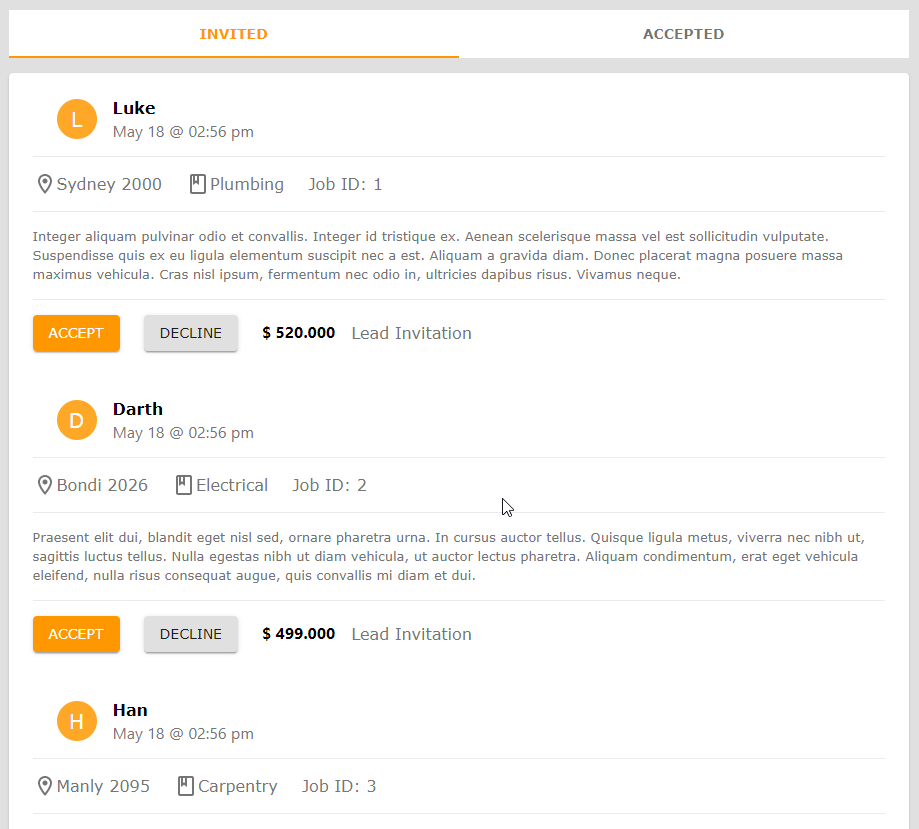 INVITED
ACCEPTED
L
Luke
May 18 @ 02:56 pm
Sydney 2000 Plumbing Job ID: 1
Integer aliquam pulvinar odio et convallis. Integer id tristique ex. Aenean scelerisque massa vel est sollicitudin vulputate.
Suspendisse quis ex eu ligula elementum suscipit nec a est. Aliquam a gravida diam. Donec placerat magna posuere massa
maximus vehicula. Cras nisl ipsum, fermentum nec odio in, ultricies dapibus risus. Vivamus neque.
ACCEPT DECLINE $ 520.000 Lead Invitation
D
Darth
May 18 @ 02:56 pm
Bondi 2026 Electrical Job ID: 2
Praesent elit dui, blandit eget nisl sed, ornare pharetra urna. In cursus auctor tellus. Quisque ligula metus, viverra nec nibh ut,
sagittis luctus tellus. Nulla egestas nibh ut diam vehicula, ut auctor lectus pharetra. Aliquam condimentum, erat eget vehicula
eleifend, nulla risus consequat augue, quis convallis mi diam et dui.
ACCEPT DECLINE $ 499.000 Lead Invitation
H
Han
May 18 @ 02:56 pm
Manly 2095 Carpentry Job ID: 3